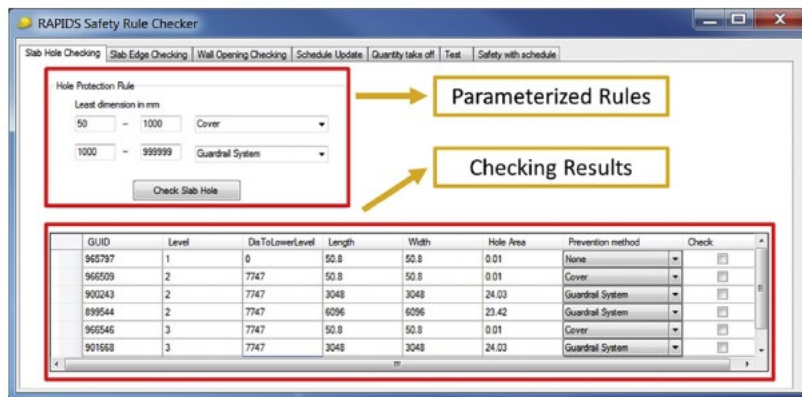 RAPIDS Safety Rule Checker
Slab Hole Checking Slab Edge Checking Wall Opening Checking Schedule Update Quantity take off Test Safety with schedule
Hole Protection Rule
Least dimension in mm
50 -- 1000 Cover
1000 -- 999999 Guardrail System
Check Slab Hole
Parameterized Rules
Checking Results
GUID Level DisToLowerLevel Length Width Hole Area Prevention method Check
965797 1 0 50.8 50.8 0.01 None
966509 2 7747 50.8 50.8 0.01 Cover
900243 2 7747 3048 3048 24.03 Guardrail System
899544 2 7747 6096 6096 23.42 Guardrail System
966546 3 7747 50.8 50.8 0.01 Cover
901668 3 7747 3048 3048 24.03 Guardrail System